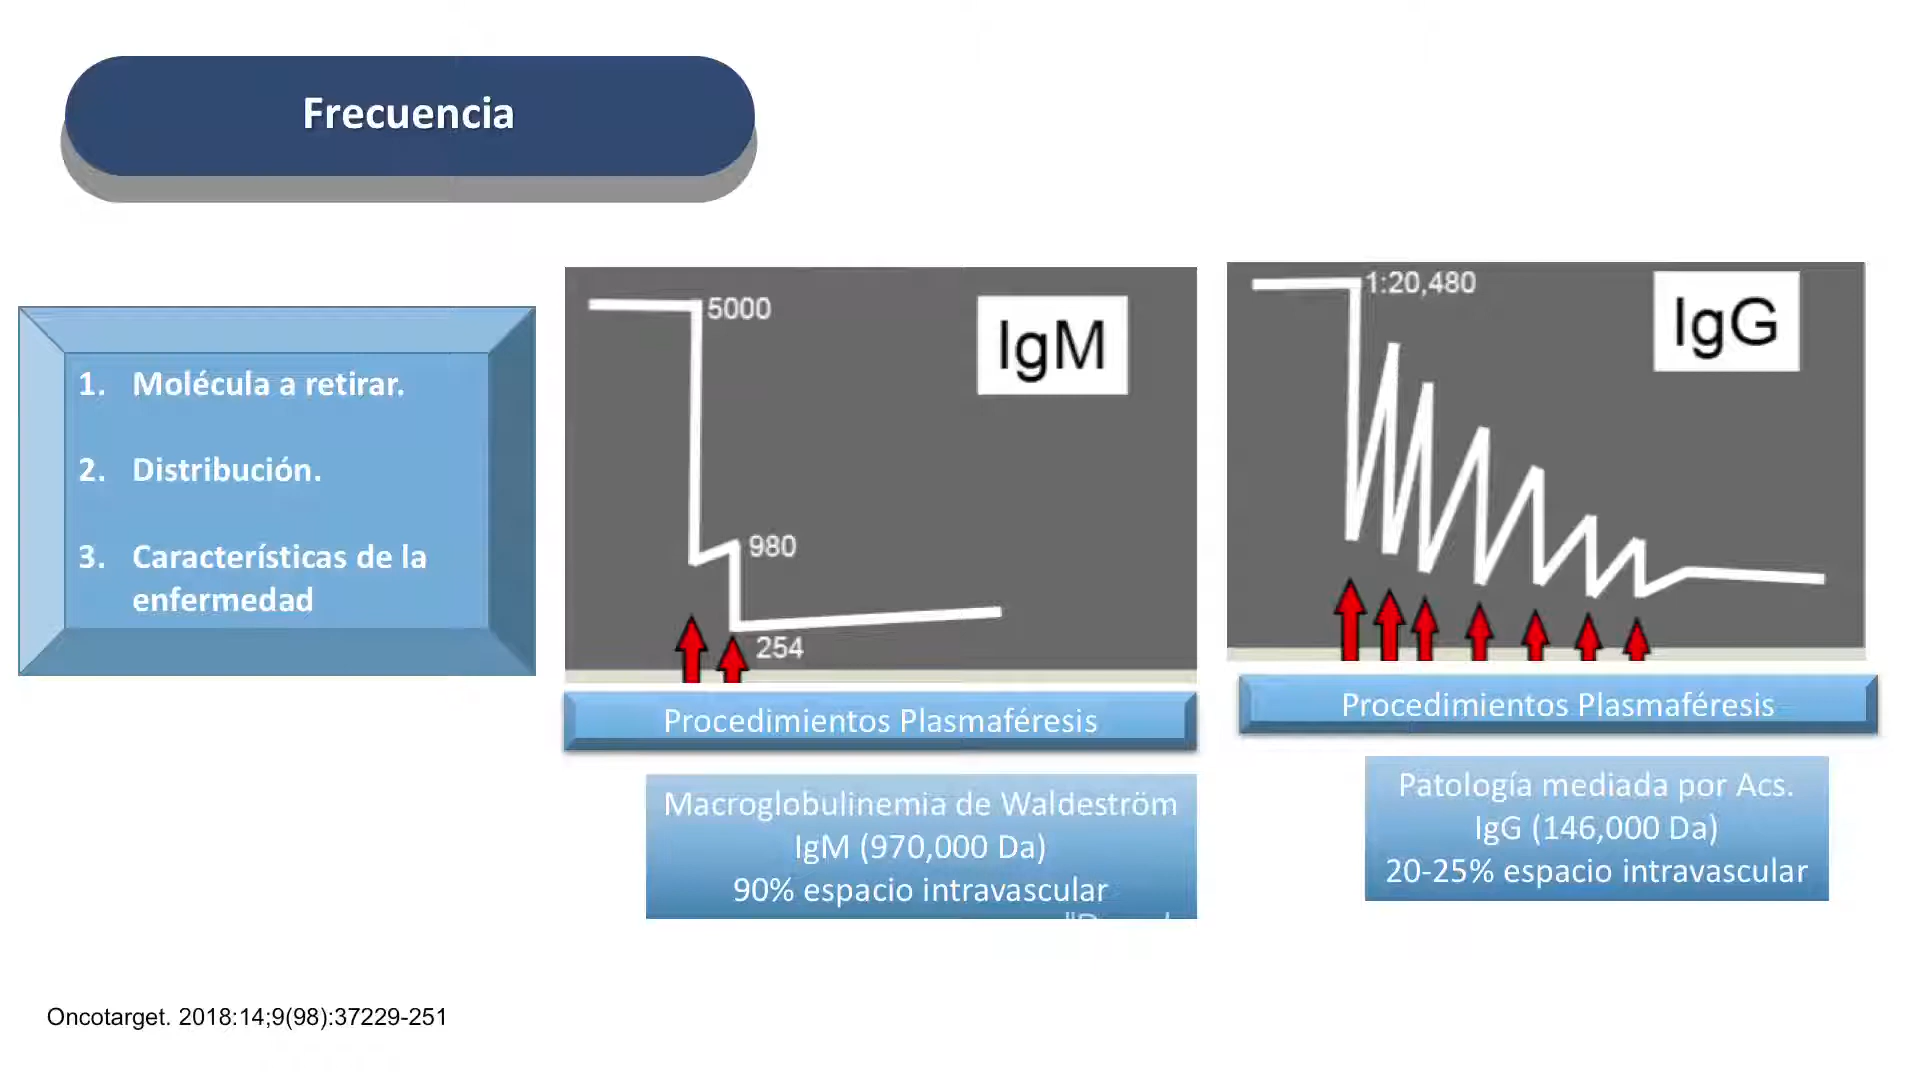 Frecuencia
1. Molécula a retirar.
2. Distribución.
3. Características de la
enfermedad
5000
IgM
980
254
Procedimientos Plasmaféresis
Macroglobulinemia de Waldeström
IgM (970,000 Da)
90% espacio intravascular
1:20,480
IgG
Procedimientos Plasmaféresis
Patología mediada por Acs.
IgG (146,000 Da)
20-25% espacio intravascular
Oncotarget. 2018:14;9(98):37229-251